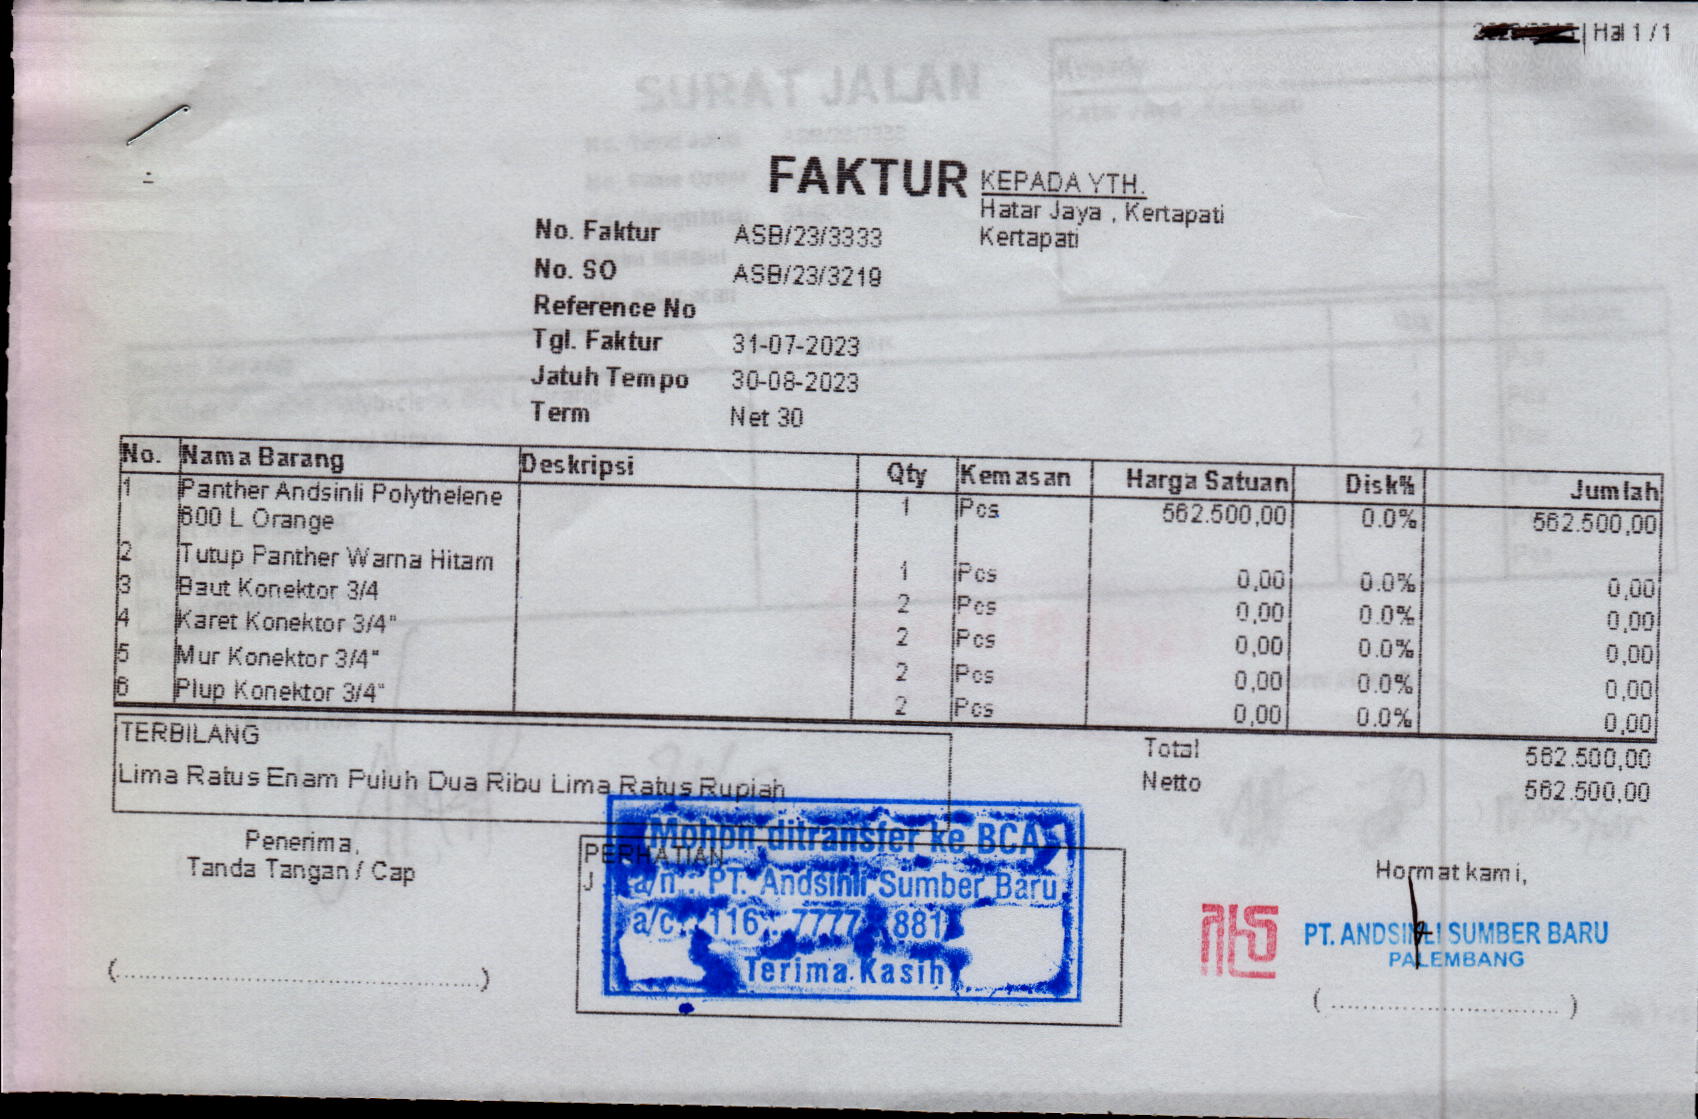 Hal 1 / 1
FAKTUR
KEPADA YTH.
Hatar Jaya , Kertapati
Kertapati
No. Faktur ASB/23/3333
No. SO ASB/23/3219
Reference No
Tgl. Faktur 31-07-2023
Jatuh Tempo 30-08-2023
Term Net 30
No. Nama Barang Deskripsi Qty Kemasan Harga Satuan Disk% Jumlah
1 Panther Andsinli Polythelene 1 Pcs 562.500,00 0.0% 562.500,00
600 L Orange
2 Tutup Panther Warna Hitam 1 Pcs 0,00 0.0% 0,00
3 Baut Konektor 3/4 2 Pcs 0,00 0.0% 0,00
4 Karet Konektor 3/4" 2 Pcs 0,00 0.0% 0,00
5 Mur Konektor 3/4" 2 Pcs 0,00 0.0% 0,00
6 Plup Konektor 3/4" 2 Pcs 0,00 0.0% 0,00
TERBILANG
Lima Ratus Enam Puluh Dua Ribu Lima Ratus Rupiah
Total 562.500,00
Netto 562.500,00
Penerima,
Tanda Tangan / Cap
PERHATIAN
Mohon ditransfer ke BCA
a/n : PT. Andsinli Sumber Baru
a/c : 116 . 7777 . 881
Terima Kasih
Hormat kami,
PT. ANDSINLI SUMBER BARU
PALEMBANG